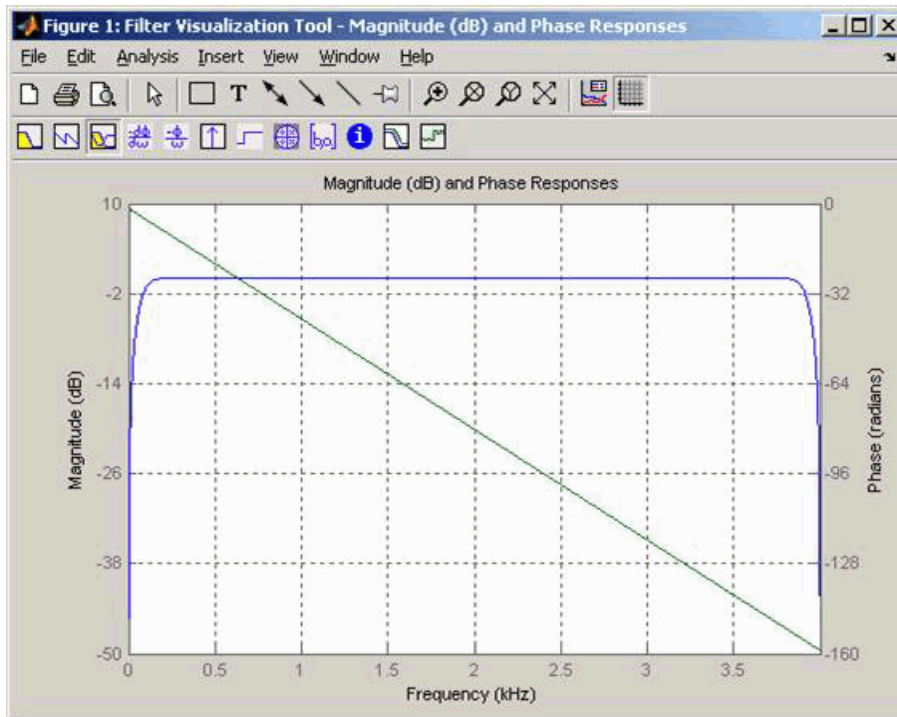 Figure 1: Filter Visualization Tool - Magnitude (dB) and Phase Responses
File Edit Analysis Insert View Window Help
Magnitude (dB) and Phase Responses
10
-2
-14
-26
-38
-50
Magnitude (dB)
0
-32
-64
-96
-128
-160
Phase (radians)
0 0.5 1 1.5 2 2.5 3 3.5
Frequency (kHz)